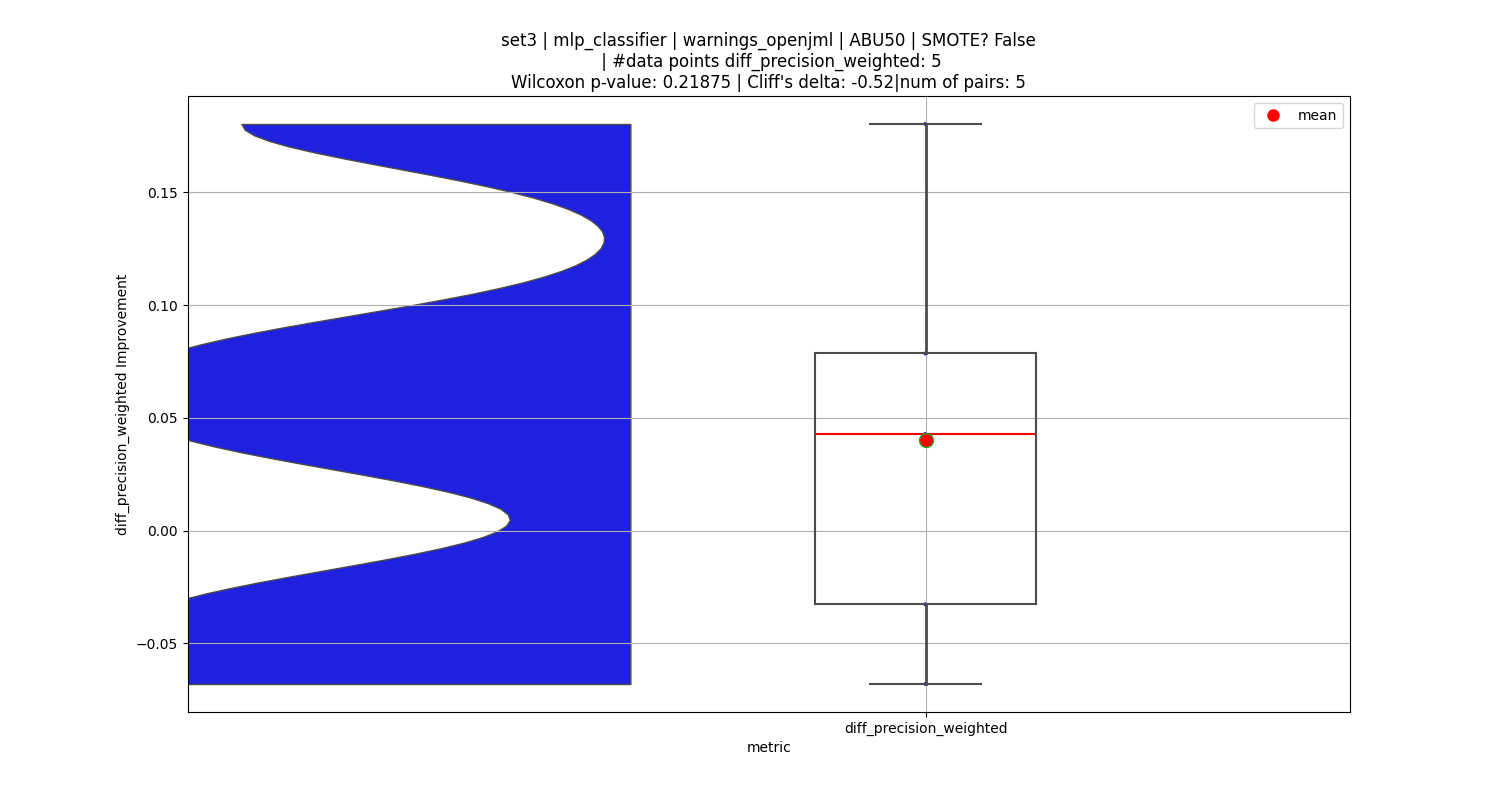 set3 | mlp_classifier | warnings_openjml | ABU50 | SMOTE? False
| #data points diff_precision_weighted: 5
Wilcoxon p-value: 0.21875 | Cliff's delta: -0.52|num of pairs: 5
mean
0.15
0.10
0.05
0.00
−0.05
diff_precision_weighted Improvement
diff_precision_weighted
metric